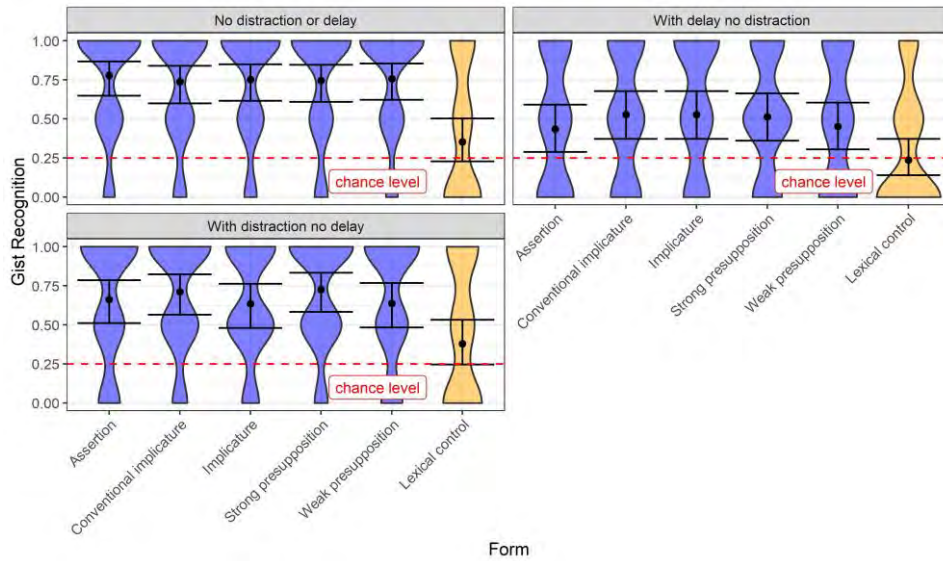 No distraction or delay
With delay no distraction
1.00
0.75
0.50
0.25
0.00
chance level
chance level
Gist Recognition
With distraction no delay
1.00
0.75
0.50
0.25
0.00
chance level
Assertion
Conventional implicature
Implicature
Strong presupposition
Weak presupposition
Lexical control
Assertion
Conventional implicature
Implicature
Strong presupposition
Weak presupposition
Lexical control
Form